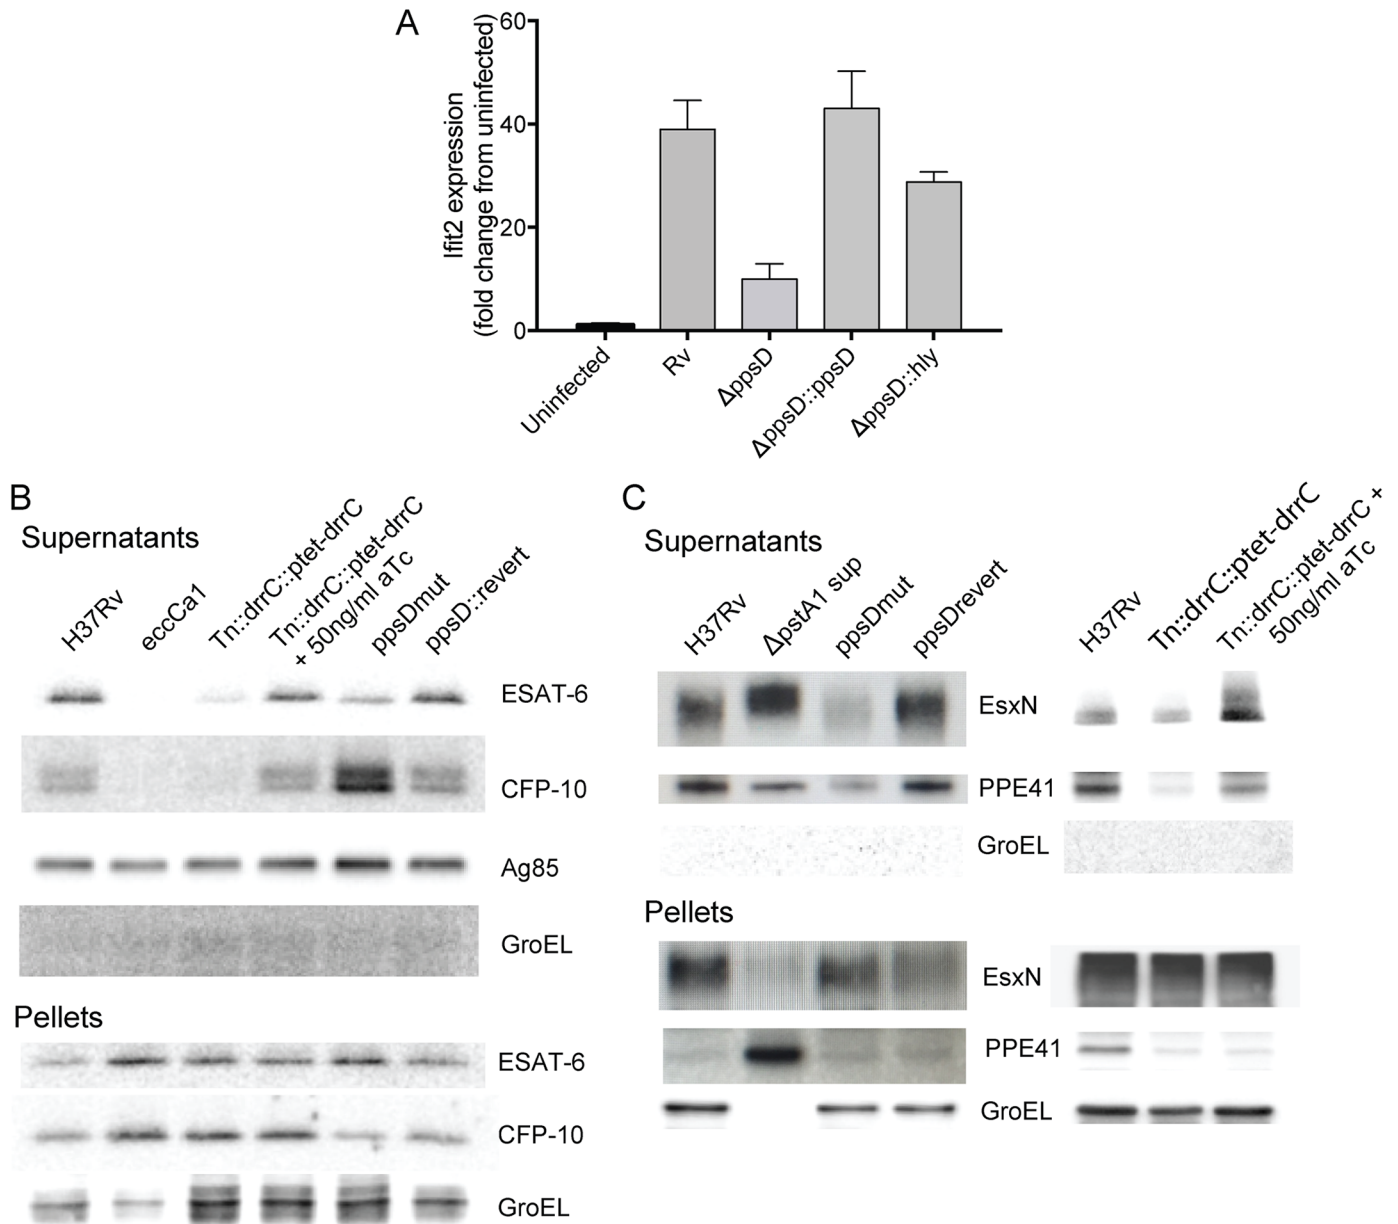 A
Ifit2 expression
(fold change from uninfected)
60
40
20
0
Uninfected
Rv
ΔppsD
ΔppsD::ppsD
ΔppsD::hly
B
Supernatants
H37Rv
eccCa1
Tn::drrC::ptet-drrC
Tn::drrC::ptet-drrC
+ 50ng/ml aTc
ppsDmut
ppsD::revert
ESAT-6
CFP-10
Ag85
GroEL
Pellets
ESAT-6
CFP-10
GroEL
C
Supernatants
H37Rv
ΔpstA1 sup
ppsDmut
ppsDrevert
H37Rv
Tn::drrC::ptet-drrC
Tn::drrC::ptet-drrC +
50ng/ml aTc
EsxN
PPE41
GroEL
Pellets
EsxN
PPE41
GroEL